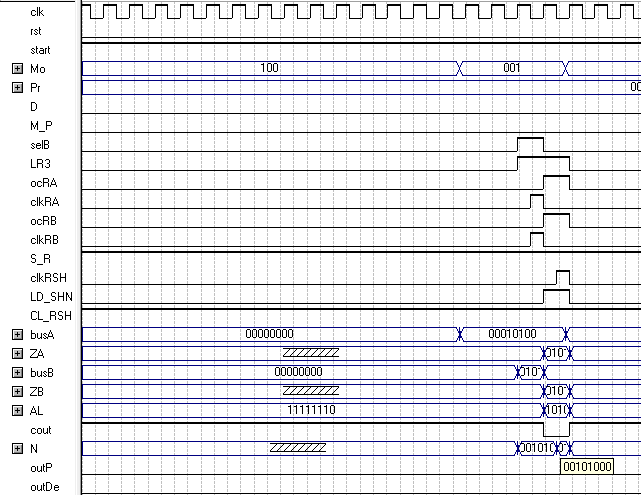 clk
rst
start
Mo 100 001
Pr 00
D
M_P
selB
LR3
ocRA
clkRA
ocRB
clkRB
S_R
clkRSH
LD_SHN
CL_RSH
busA 00000000 00010100
ZA 010
busB 00000000 010
ZB 010
AL 11111110 1010
cout
N 001010
outP 00101000
outDe